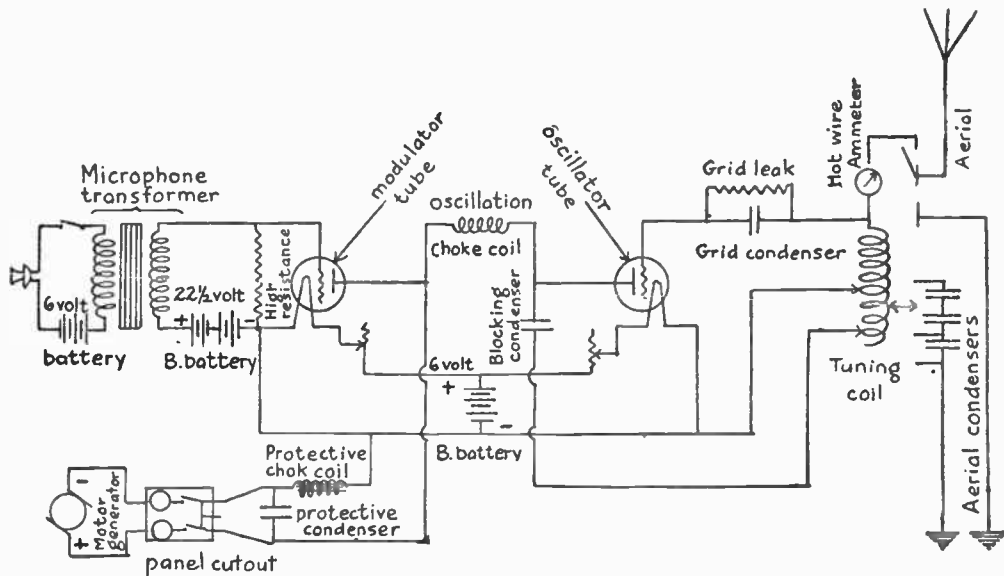 Microphone
transformer
modulator
tube
oscillation
choke coil
oscillator
tube
Grid leak
Grid condenser
Hot wire
Ammeter
Aerial
6 volt
battery
22½ volt
+ -
B. battery
High
resistance
Blocking
condenser
6 volt
+
-
B. battery
Tuning
coil
Aerial condensers
Protective
chok coil
protective
condenser
-
Motor
generator
+
panel cutout